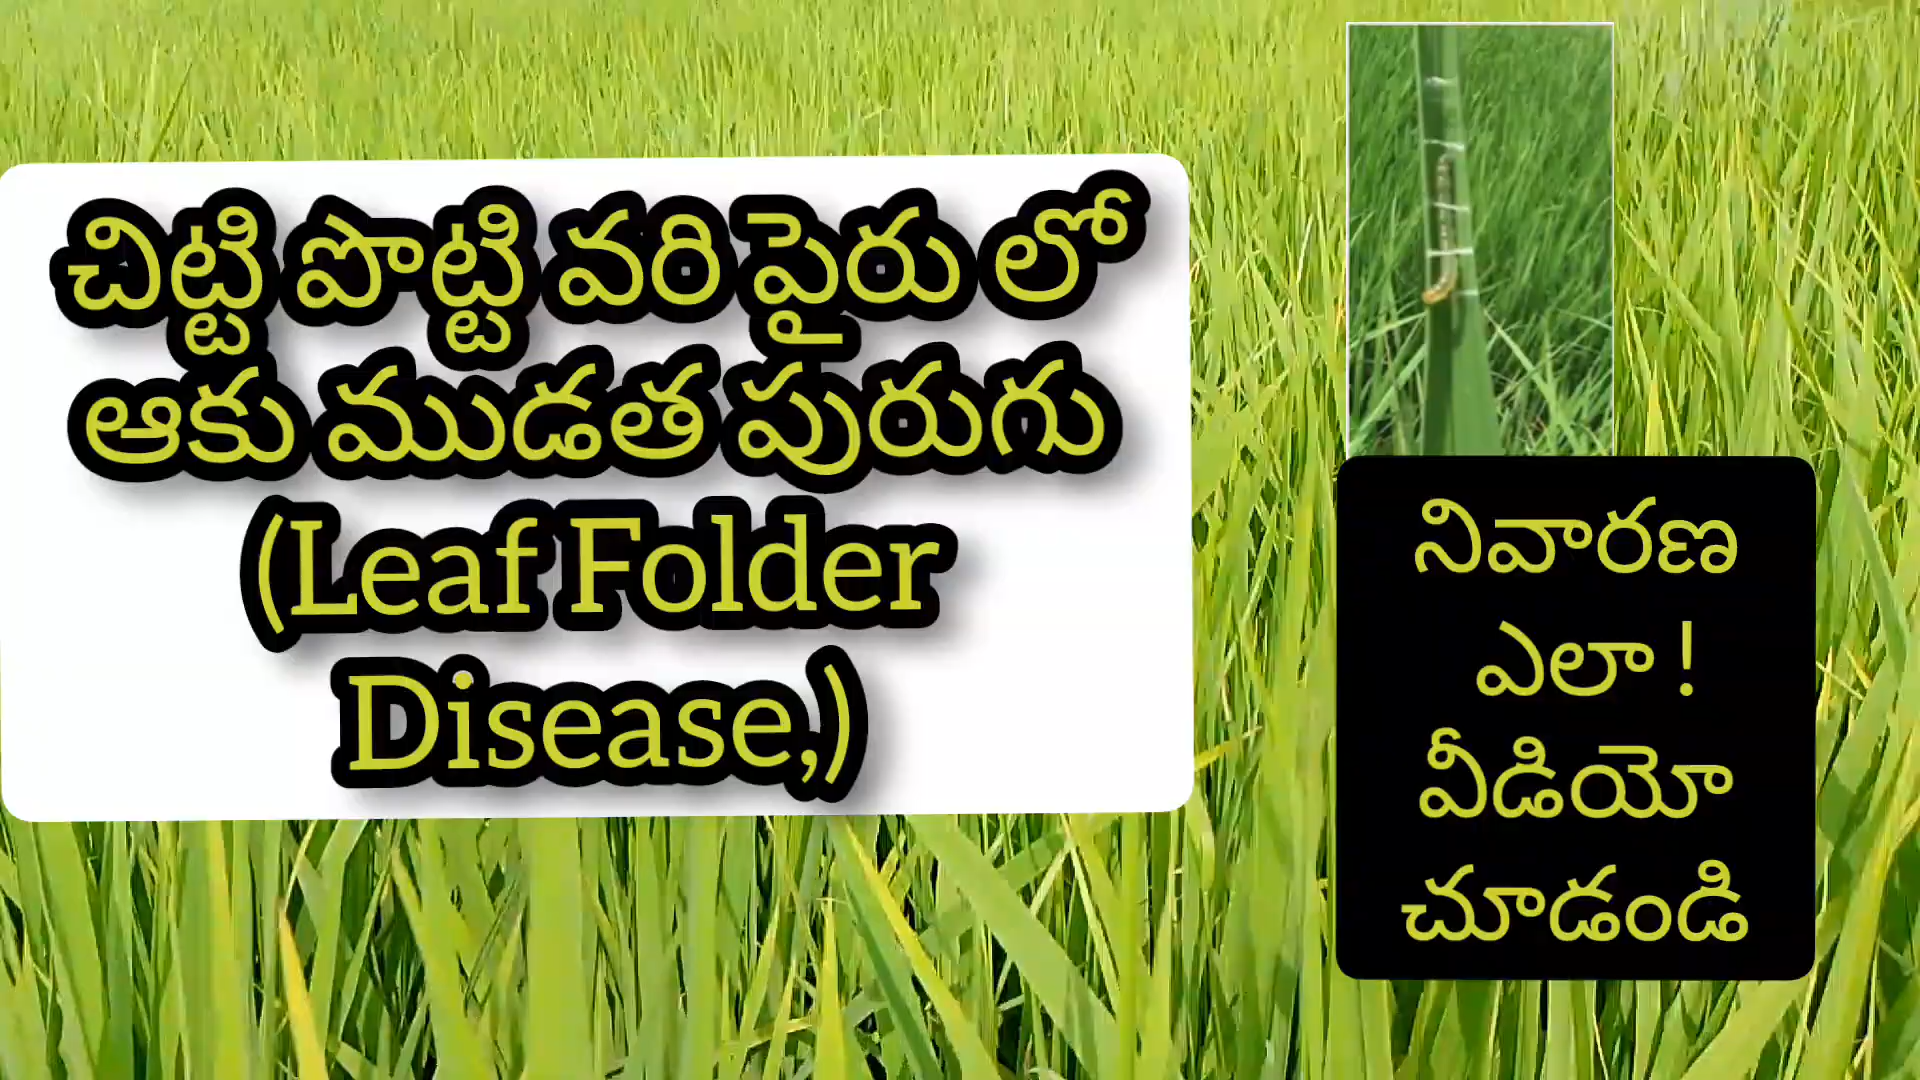 చిట్టి పొట్టి వరి పైరు లో
ఆకు ముడత పురుగు
(Leaf Folder
Disease,)
నివారణ
ఎలా !
వీడియో
చూడండి